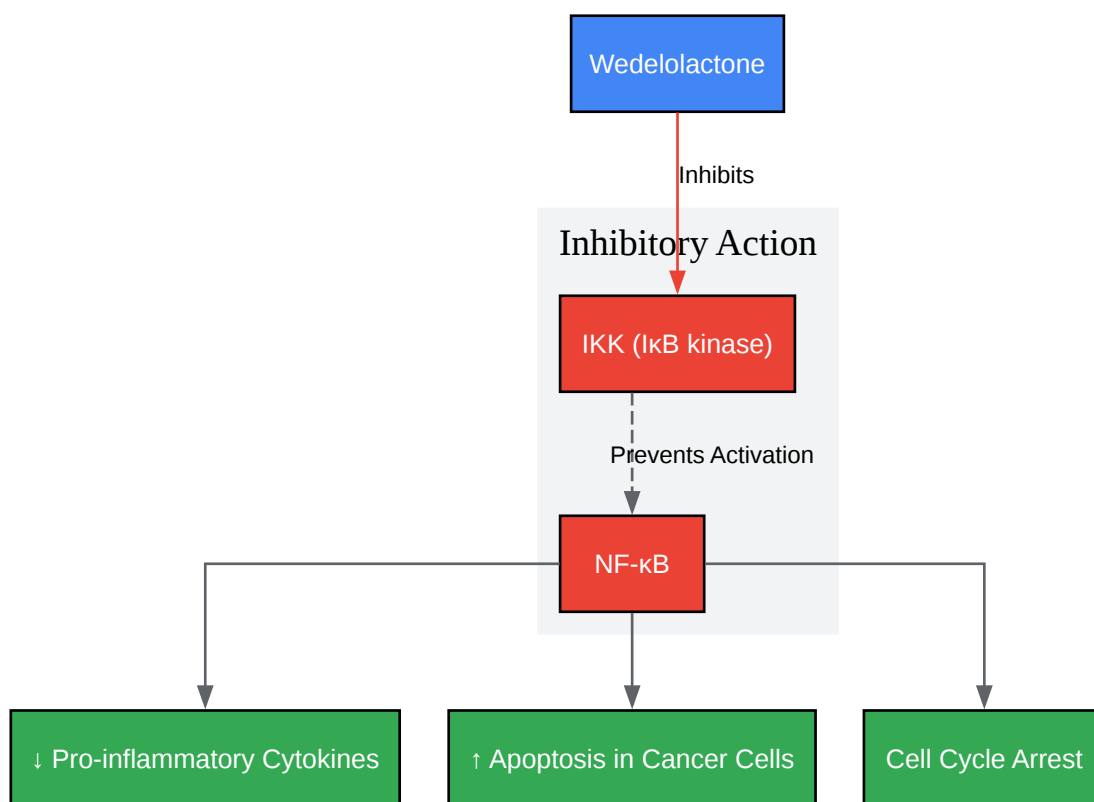 Wedelolactone
Inhibits
Inhibitory Action
IKK (IκB kinase)
Prevents Activation
NF-κB
↓ Pro-inflammatory Cytokines
↑ Apoptosis in Cancer Cells
Cell Cycle Arrest